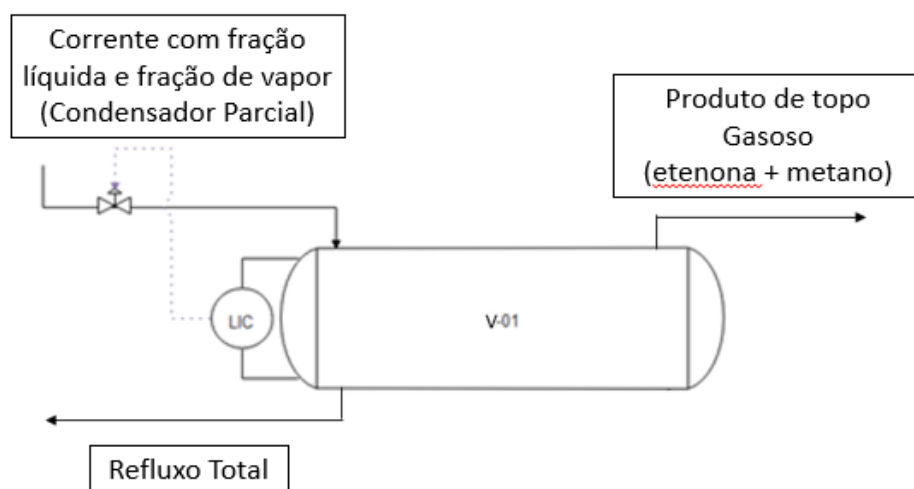 Corrente com fração
líquida e fração de vapor
(Condensador Parcial)
Produto de topo
Gasoso
(etenona + metano)
LIC
V-01
Refluxo Total